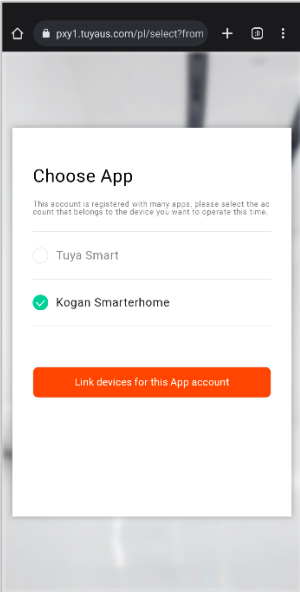 pxy1.tuyaus.com/pl/select?from
:D
Choose App
This account is registered with many apps, please select the ac
count that belongs to the device you want to operate this time.
Tuya Smart
Kogan Smarterhome
Link devices for this App account